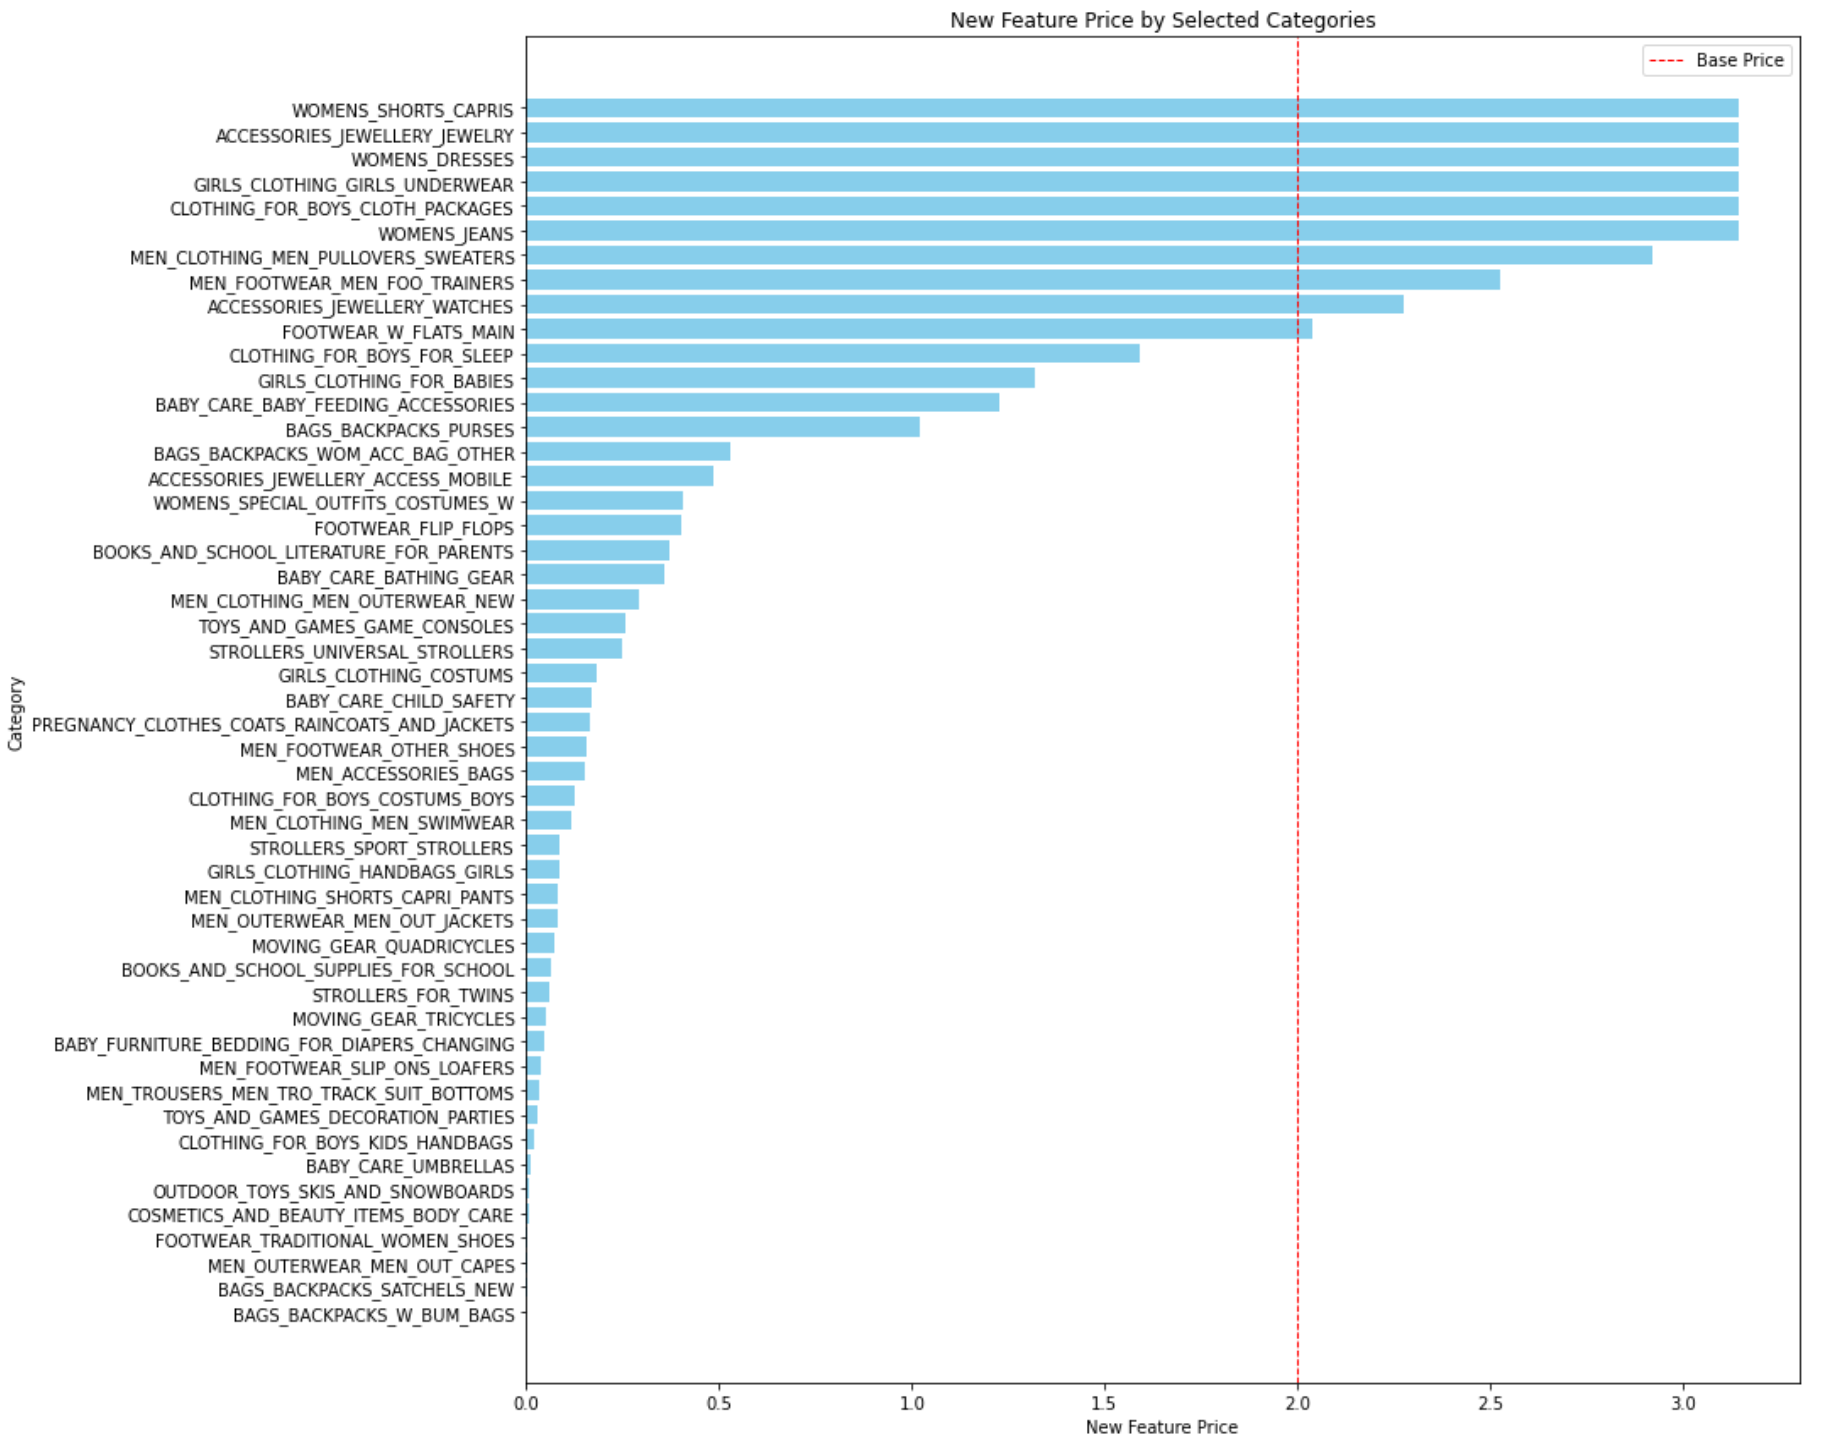 New Feature Price by Selected Categories
Base Price
WOMENS_SHORTS_CAPRIS
ACCESSORIES_JEWELLERY_JEWELRY
WOMENS_DRESSES
GIRLS_CLOTHING_GIRLS_UNDERWEAR
CLOTHING_FOR_BOYS_CLOTH_PACKAGES
WOMENS_JEANS
MEN_CLOTHING_MEN_PULLOVERS_SWEATERS
MEN_FOOTWEAR_MEN_FOO_TRAINERS
ACCESSORIES_JEWELLERY_WATCHES
FOOTWEAR_W_FLATS_MAIN
CLOTHING_FOR_BOYS_FOR_SLEEP
GIRLS_CLOTHING_FOR_BABIES
BABY_CARE_BABY_FEEDING_ACCESSORIES
BAGS_BACKPACKS_PURSES
BAGS_BACKPACKS_WOM_ACC_BAG_OTHER
ACCESSORIES_JEWELLERY_ACCESS_MOBILE
WOMENS_SPECIAL_OUTFITS_COSTUMES_W
FOOTWEAR_FLIP_FLOPS
BOOKS_AND_SCHOOL_LITERATURE_FOR_PARENTS
BABY_CARE_BATHING_GEAR
MEN_CLOTHING_MEN_OUTERWEAR_NEW
TOYS_AND_GAMES_GAME_CONSOLES
STROLLERS_UNIVERSAL_STROLLERS
GIRLS_CLOTHING_COSTUMS
BABY_CARE_CHILD_SAFETY
PREGNANCY_CLOTHES_COATS_RAINCOATS_AND_JACKETS
MEN_FOOTWEAR_OTHER_SHOES
MEN_ACCESSORIES_BAGS
CLOTHING_FOR_BOYS_COSTUMS_BOYS
MEN_CLOTHING_MEN_SWIMWEAR
STROLLERS_SPORT_STROLLERS
GIRLS_CLOTHING_HANDBAGS_GIRLS
MEN_CLOTHING_SHORTS_CAPRI_PANTS
MEN_OUTERWEAR_MEN_OUT_JACKETS
MOVING_GEAR_QUADRICYCLES
BOOKS_AND_SCHOOL_SUPPLIES_FOR_SCHOOL
STROLLERS_FOR_TWINS
MOVING_GEAR_TRICYCLES
BABY_FURNITURE_BEDDING_FOR_DIAPERS_CHANGING
MEN_FOOTWEAR_SLIP_ONS_LOAFERS
MEN_TROUSERS_MEN_TRO_TRACK_SUIT_BOTTOMS
TOYS_AND_GAMES_DECORATION_PARTIES
CLOTHING_FOR_BOYS_KIDS_HANDBAGS
BABY_CARE_UMBRELLAS
OUTDOOR_TOYS_SKIS_AND_SNOWBOARDS
COSMETICS_AND_BEAUTY_ITEMS_BODY_CARE
FOOTWEAR_TRADITIONAL_WOMEN_SHOES
MEN_OUTERWEAR_MEN_OUT_CAPES
BAGS_BACKPACKS_SATCHELS_NEW
BAGS_BACKPACKS_W_BUM_BAGS
Category
0.0 0.5 1.0 1.5 2.0 2.5 3.0
New Feature Price